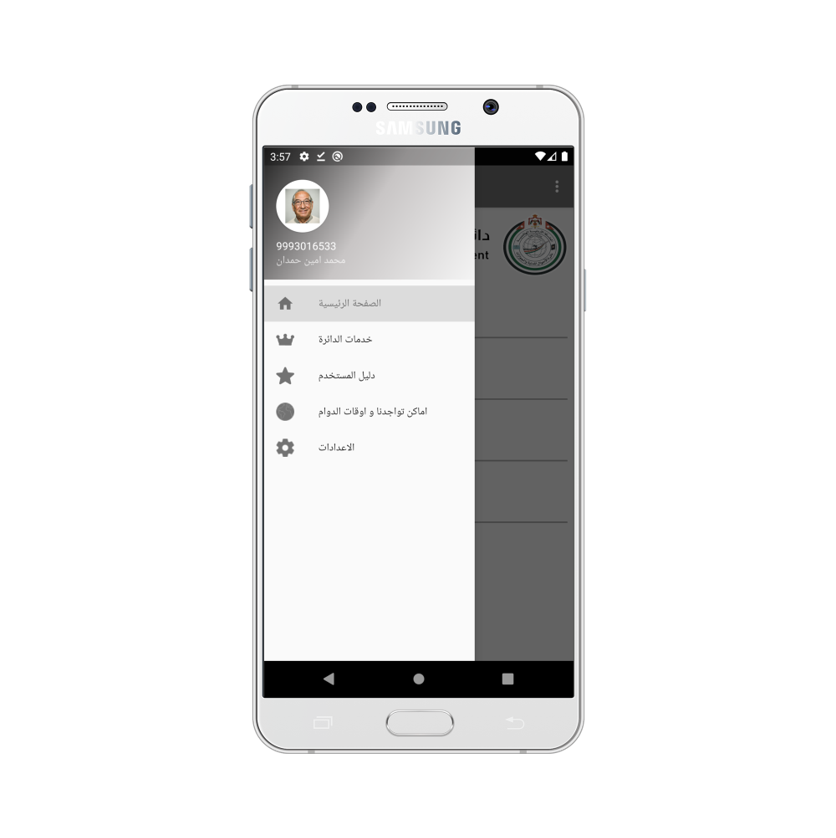 SAMSUNG
3:57
9993016533
محمد امين حمدان
الصفحة الرئيسية
خدمات الدائرة
دليل المستخدم
اماكن تواجدنا و اوقات الدوام
الاعدادات
دائ
ent